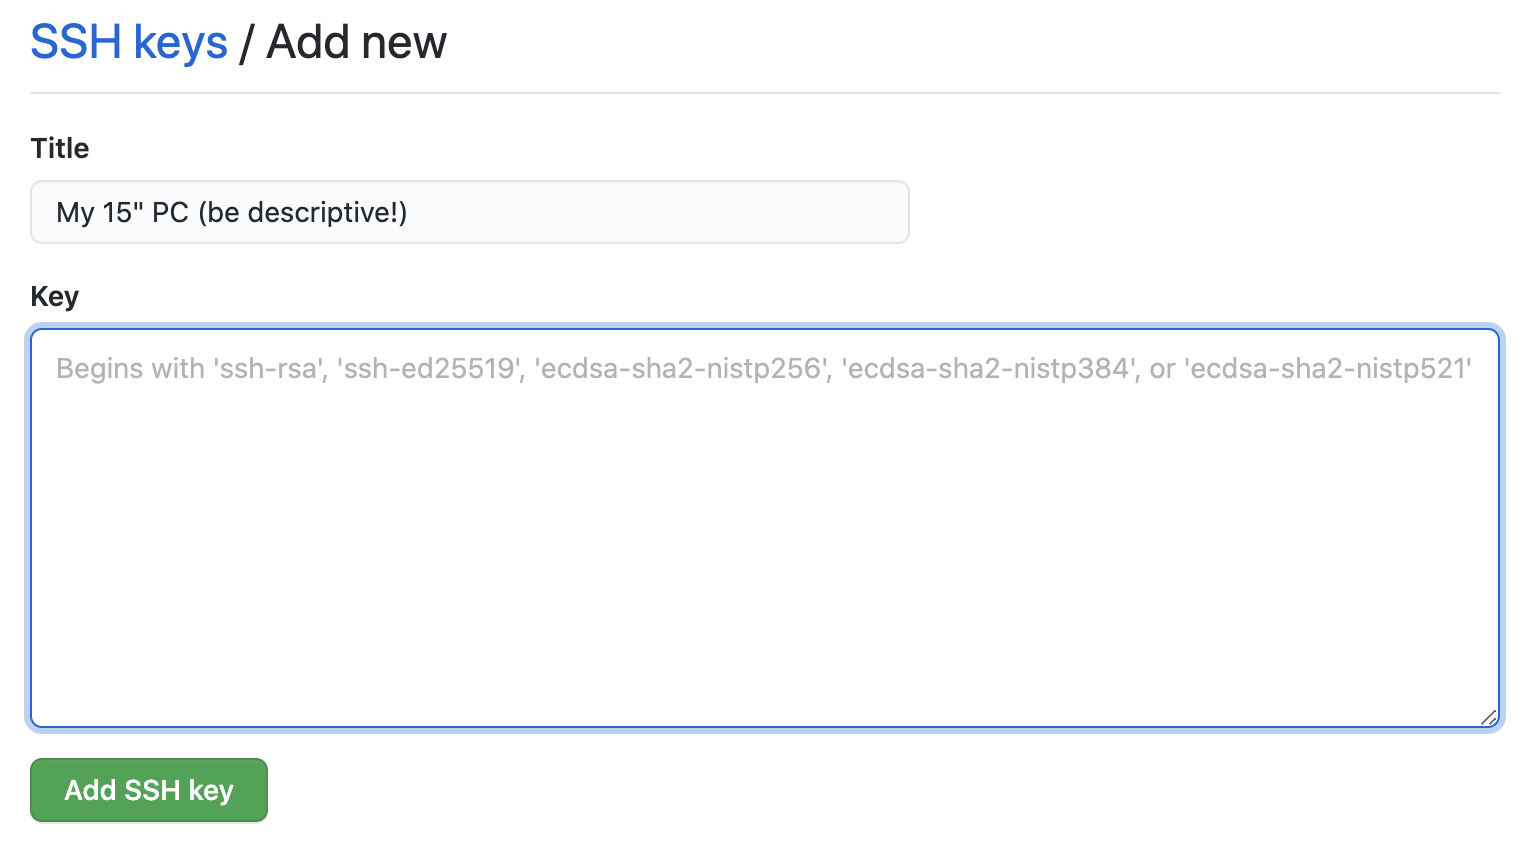 SSH keys / Add new
Title
My 15" PC (be descriptive!)
Key
Begins with 'ssh-rsa', 'ssh-ed25519', 'ecdsa-sha2-nistp256', 'ecdsa-sha2-nistp384', or 'ecdsa-sha2-nistp521'
Add SSH key